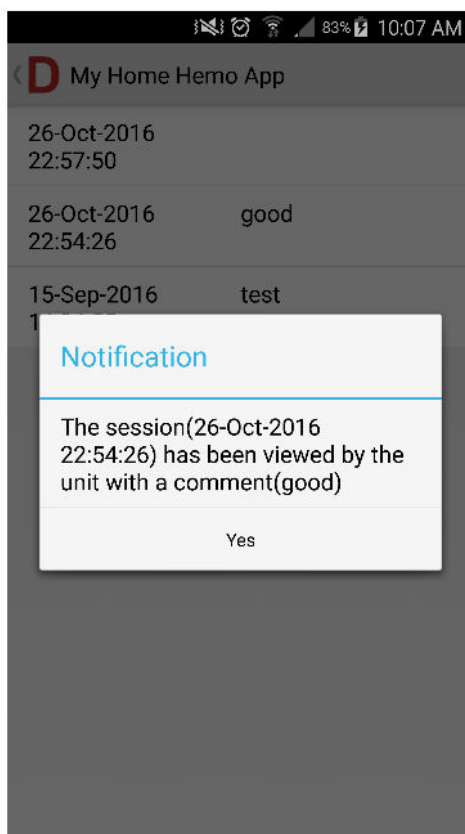 83% 10:07 AM
D My Home Hemo App
26-Oct-2016
22:57:50
26-Oct-2016 good
22:54:26
15-Sep-2016 test
Notification
The session(26-Oct-2016
22:54:26) has been viewed by the
unit with a comment(good)
Yes